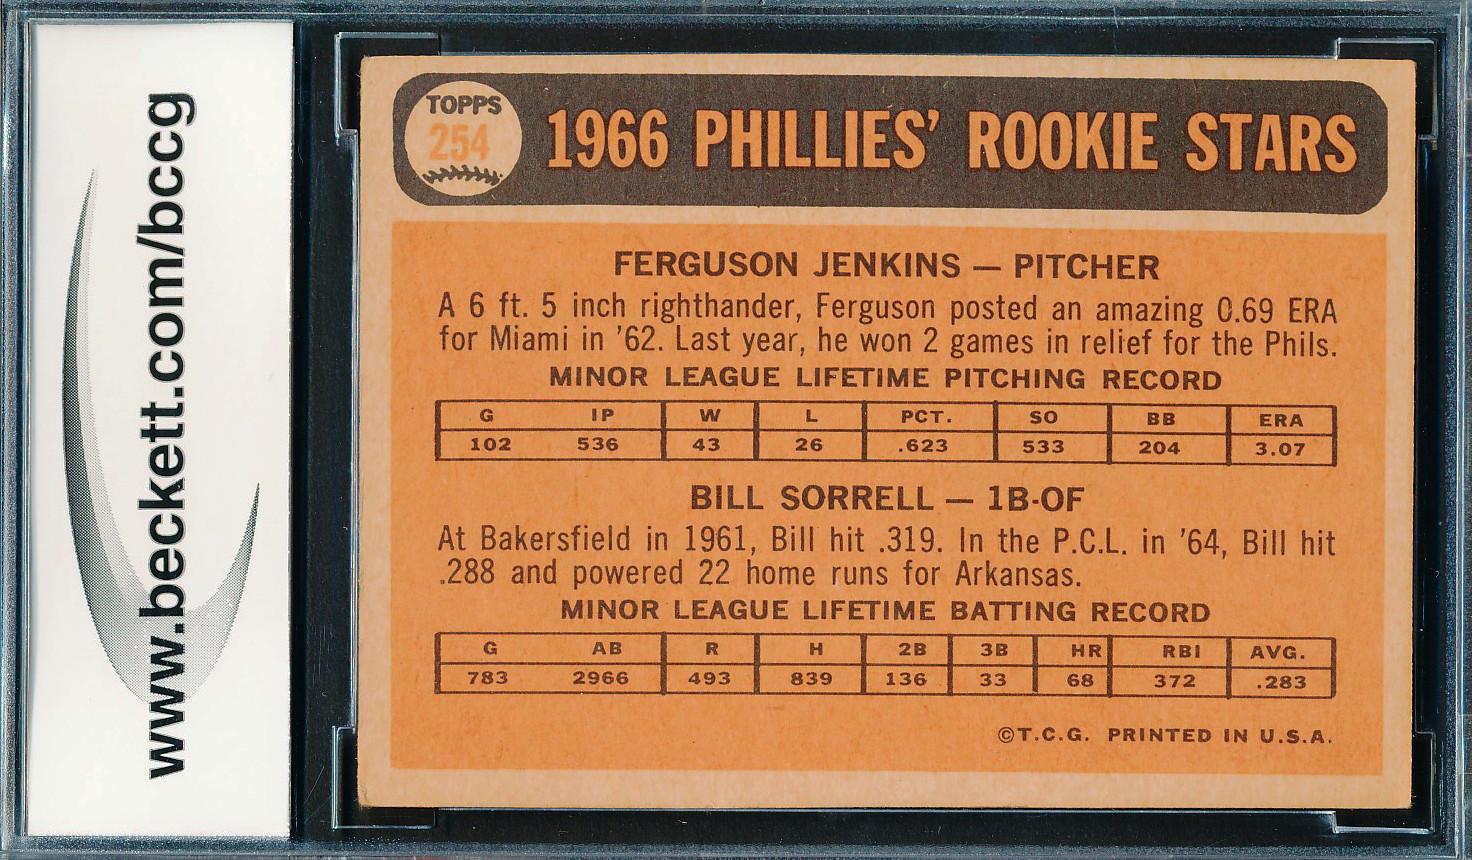 www.beckett.com/bccg
TOPPS
254
1966 PHILLIES' ROOKIE STARS
FERGUSON JENKINS — PITCHER
A 6 ft. 5 inch righthander, Ferguson posted an amazing 0.69 ERA
for Miami in '62. Last year, he won 2 games in relief for the Phils.
MINOR LEAGUE LIFETIME PITCHING RECORD
G IP W L PCT. SO BB ERA
102 536 43 26 .623 533 204 3.07
BILL SORRELL — 1B-OF
At Bakersfield in 1961, Bill hit .319. In the P.C.L. in '64, Bill hit
.288 and powered 22 home runs for Arkansas.
MINOR LEAGUE LIFETIME BATTING RECORD
G AB R H 2B 3B HR RBI AVG.
783 2966 493 839 136 33 68 372 .283
©T.C.G. PRINTED IN U.S.A.